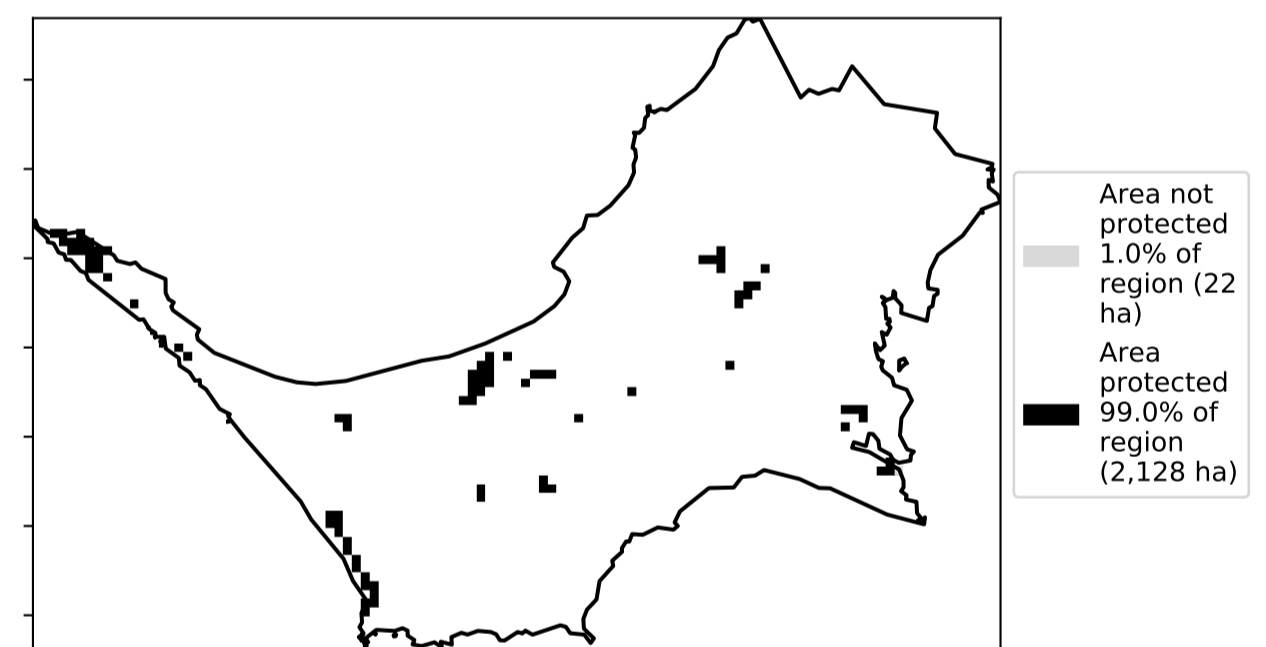 Area not
protected
1.0% of
region (22
ha)
Area
protected
99.0% of
region
(2,128 ha)